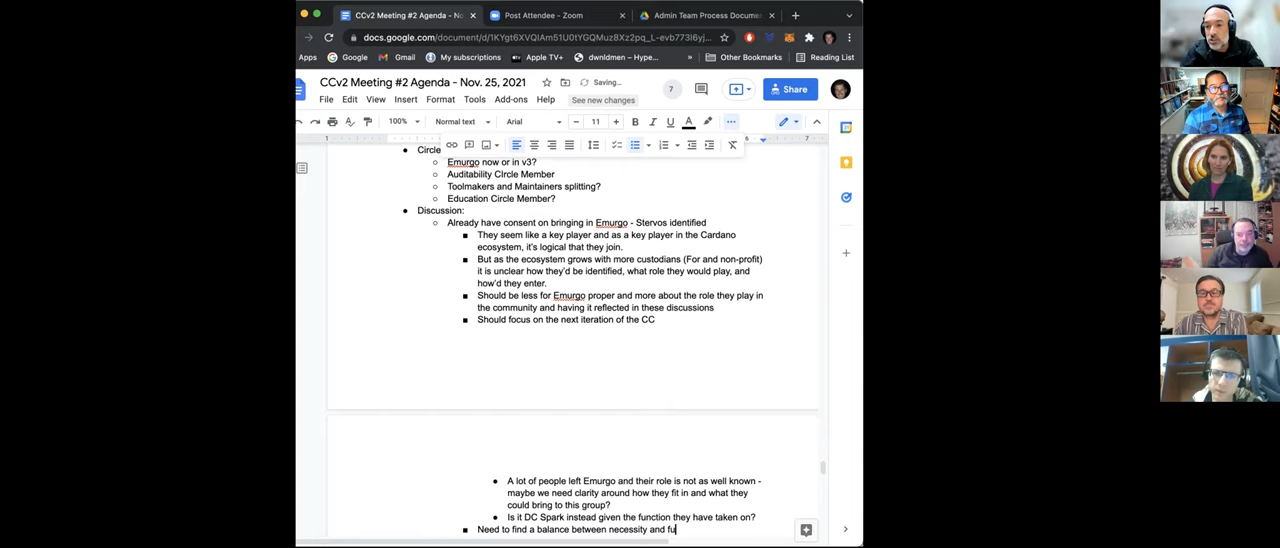 CCv2 Meeting #2 Agenda - No
Post Attendee - Zoom
Admin Team Process Docume
docs.google.com/document/d/1KYgt6XVQIAm51U0tYGQMuz8Xz2pq_L-evb773i6yj...
Apps
Google
Gmail
My subscriptions
Apple TV+
dwnldmen – Hype...
»
Other Bookmarks
Reading List
CCv2 Meeting #2 Agenda - Nov. 25, 2021
Saving...
7
Share
File Edit View Insert Format Tools Add-ons Help
See new changes
100%
Normal text
Arial
11
B I U A
1
6
7
Circle
Emurgo now or in v3?
Auditability CIrcle Member
Toolmakers and Maintainers splitting?
Education Circle Member?
Discussion:
Already have consent on bringing in Emurgo - Stervos identified
They seem like a key player and as a key player in the Cardano
ecosystem, it's logical that they join.
But as the ecosystem grows with more custodians (For and non-profit)
it is unclear how they'd be identified, what role they would play, and
how'd they enter.
Should be less for Emurgo proper and more about the role they play in
the community and having it reflected in these discussions
Should focus on the next iteration of the CC
A lot of people left Emurgo and their role is not as well known -
maybe we need clarity around how they fit in and what they
could bring to this group?
Is it DC Spark instead given the function they have taken on?
Need to find a balance between necessity and fu